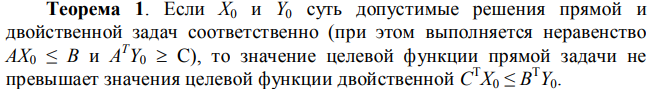 Теорема 1. Если X₀ и Y₀ суть допустимые решения прямой и
двойственной задач соответственно (при этом выполняется неравенство
AX₀ ≤ B и AᵀY₀ ≥ C), то значение целевой функции прямой задачи не
превышает значения целевой функции двойственной CᵀX₀ ≤ BᵀY₀.